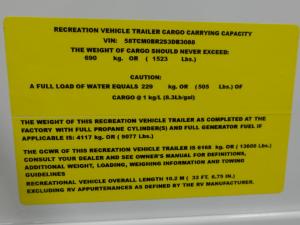 RECREATION VEHICLE TRAILER CARGO CARRYING CAPACITY
VIN: 58TCM0BR2S3DB3088
THE WEIGHT OF CARGO SHOULD NEVER EXCEED:
690 kg. OR ( 1523 Lbs.)
CAUTION:
A FULL LOAD OF WATER EQUALS 229 kg. OR (505 Lbs.) OF
CARGO @ 1 kg/L (8.3Lb/gal)
THE WEIGHT OF THIS RECREATION VEHICLE TRAILER AS COMPLETED AT THE
FACTORY WITH FULL PROPANE CYLINDER(S) AND FULL GENERATOR FUEL IF
APPLICABLE IS: 4117 kg. OR ( 9077 Lbs.)
THE GCWR OF THIS RECREATION VEHICLE TRAILER IS 6168 kg. OR ( 13600 Lbs.)
CONSULT YOUR DEALER AND SEE OWNER'S MANUAL FOR DEFINITIONS,
ADDITIONAL WEIGHT, LOADING, WEIGHING INFORMATION AND TOWING
GUIDELINES
RECREATIONAL VEHICLE OVERALL LENGTH 10.2 M ( 33 FT, 6.75 IN.)
EXCLUDING RV APPURTENANCES AS DEFINED BY THE RV MANUFACTURER.